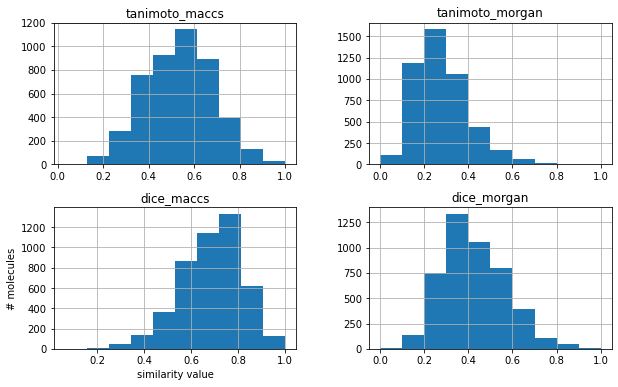 tanimoto_maccs
1200
1000
800
600
400
200
0
0.0 0.2 0.4 0.6 0.8 1.0
tanimoto_morgan
1500
1250
1000
750
500
250
0
0.0 0.2 0.4 0.6 0.8 1.0
dice_maccs
# molecules
1200
1000
800
600
400
200
0
0.2 0.4 0.6 0.8 1.0
similarity value
dice_morgan
1250
1000
750
500
250
0
0.0 0.2 0.4 0.6 0.8 1.0